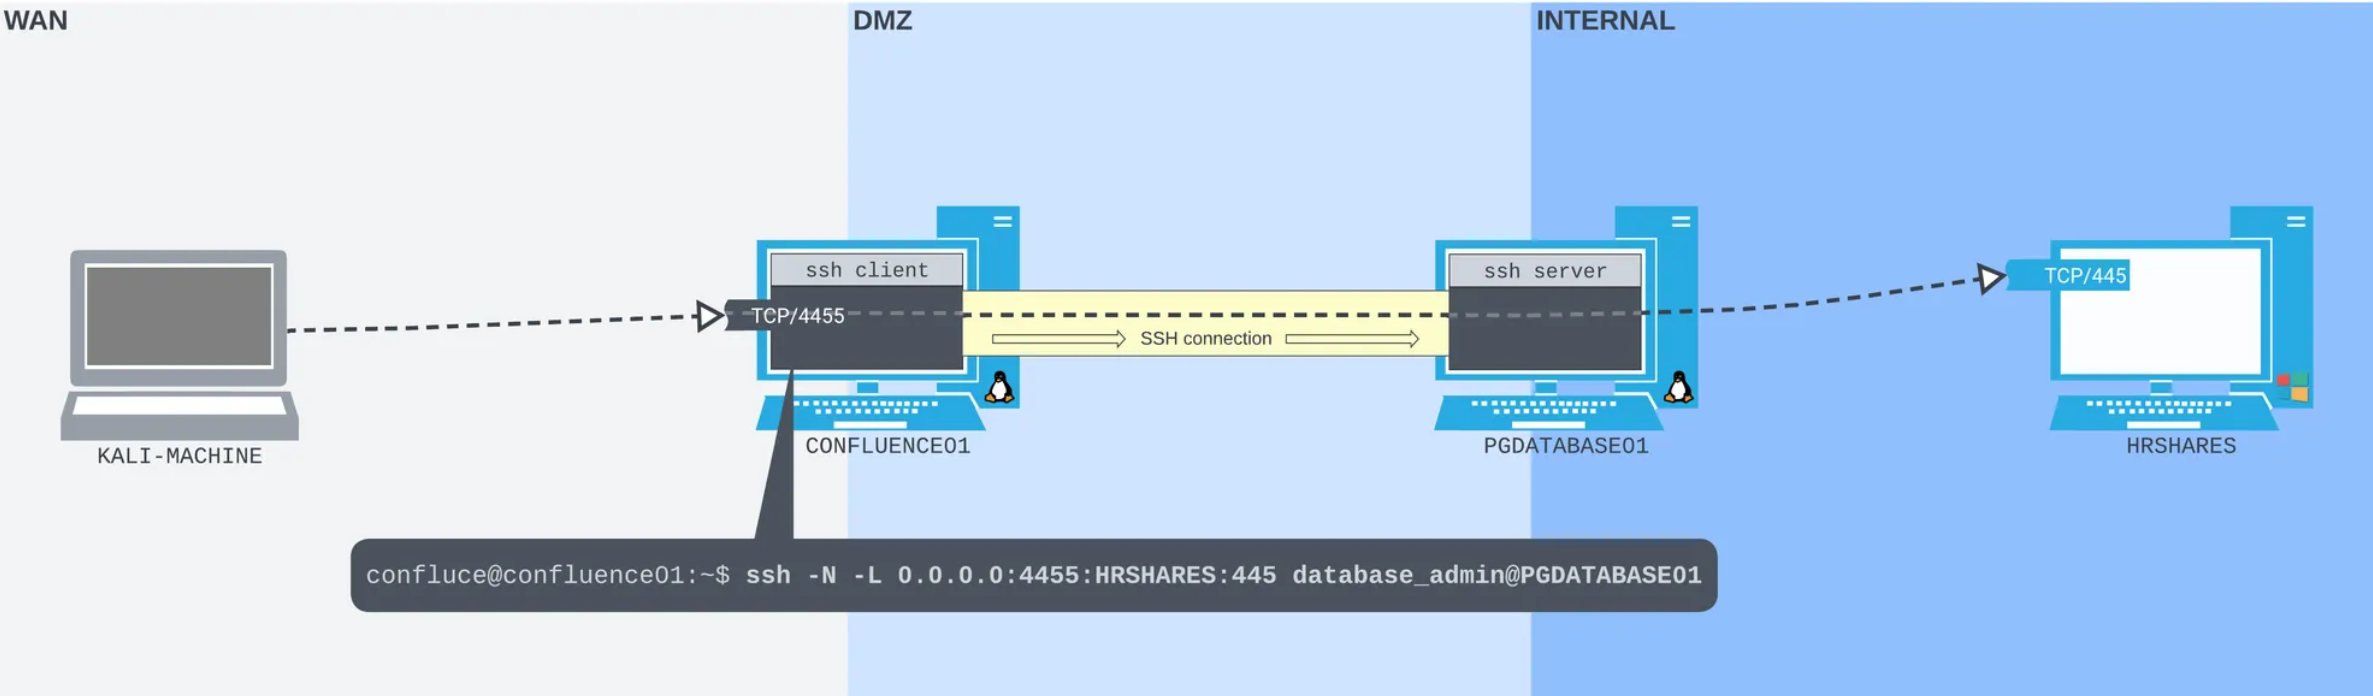 WAN
DMZ
INTERNAL
ssh client
ssh server
TCP/4455
TCP/445
SSH connection
KALI-MACHINE
CONFLUENCE01
PGDATABASE01
HRSHARES
confluce@confluence01:~$ ssh -N -L 0.0.0.0:4455:HRSHARES:445 database_admin@PGDATABASE01